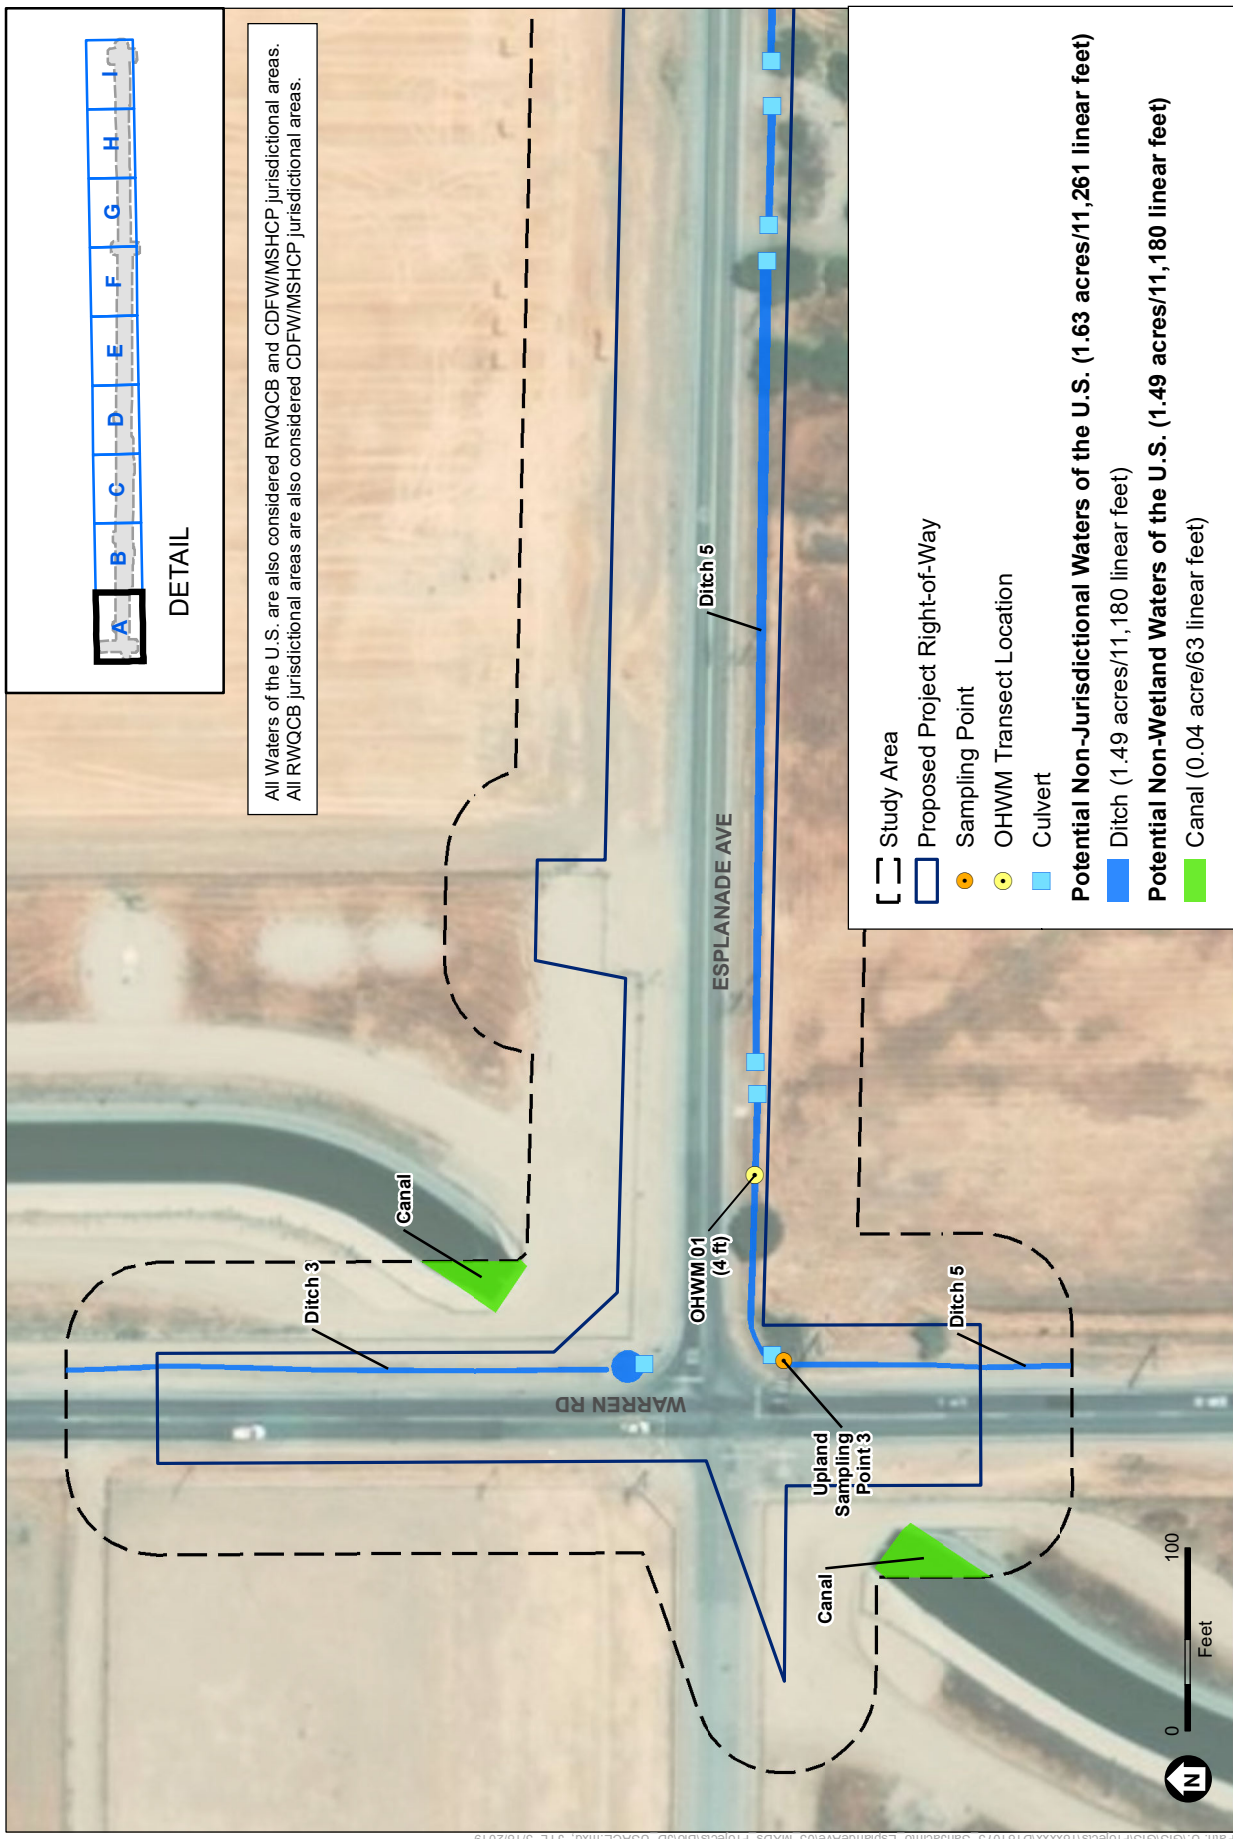 A B C D E F G H I
DETAIL
All Waters of the U.S. are also considered RWQCB and CDFW/MSHCP jurisdictional areas.
All RWQCB jurisdictional areas are also considered CDFW/MSHCP jurisdictional areas.
Canal
Ditch 3
WARREN RD
ESPLANADE AVE
Ditch 5
OHWM 01
(4 ft)
Upland
Sampling
Point 3
Ditch 5
Canal
Study Area
Proposed Project Right-of-Way
Sampling Point
OHWM Transect Location
Culvert
Potential Non-Jurisdictional Waters of the U.S. (1.63 acres/11,261 linear feet)
Ditch (1.49 acres/11,180 linear feet)
Potential Non-Wetland Waters of the U.S. (1.49 acres/11,180 linear feet)
Canal (0.04 acre/63 linear feet)
N
0 100
Feet